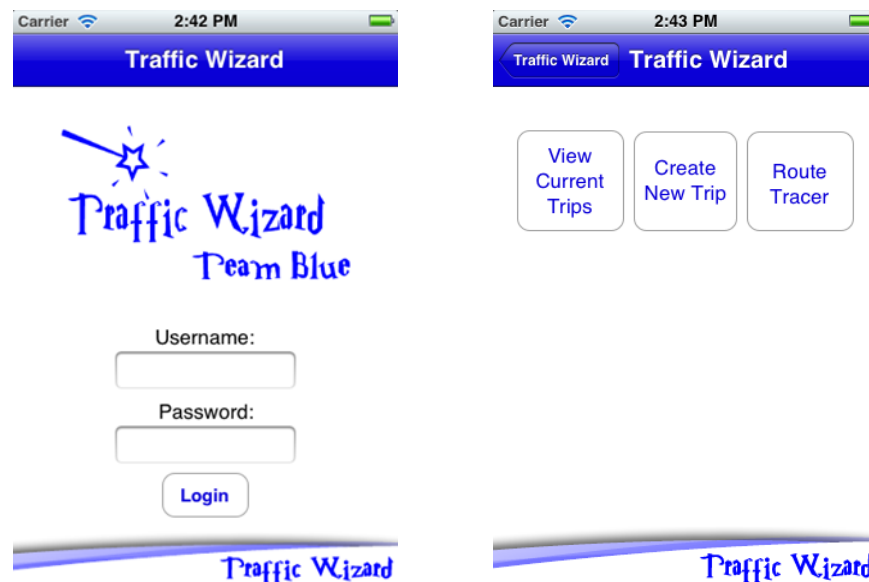 Carrier 2:42 PM
Traffic Wizard
Traffic Wizard
Team Blue
Username:
Password:
Login
Traffic Wizard
Carrier 2:43 PM
Traffic Wizard Traffic Wizard
View
Current
Trips
Create
New Trip
Route
Tracer
Traffic Wizard